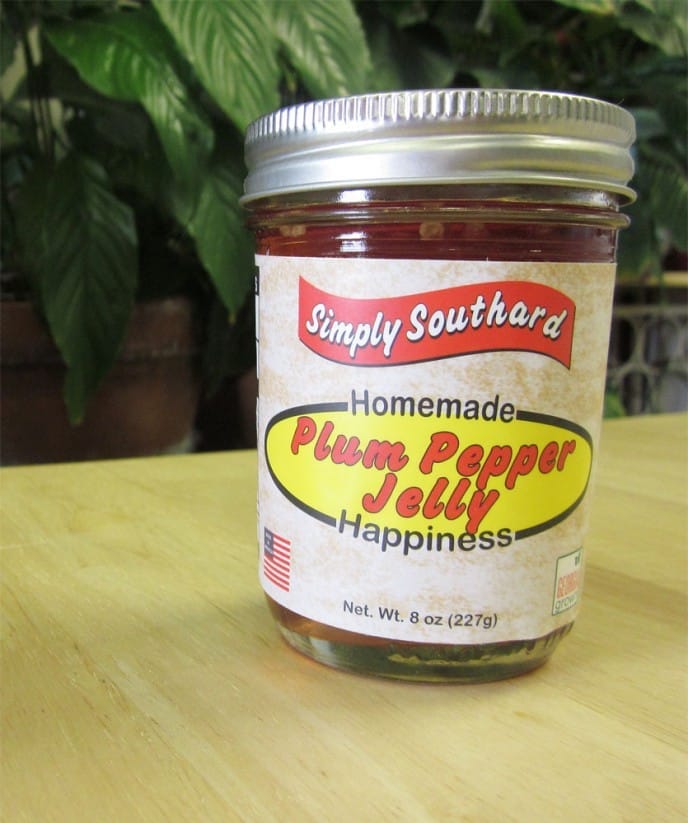 Simply Southard
Homemade
Plum Pepper
Jelly
Happiness
Net. Wt. 8 oz (227g)